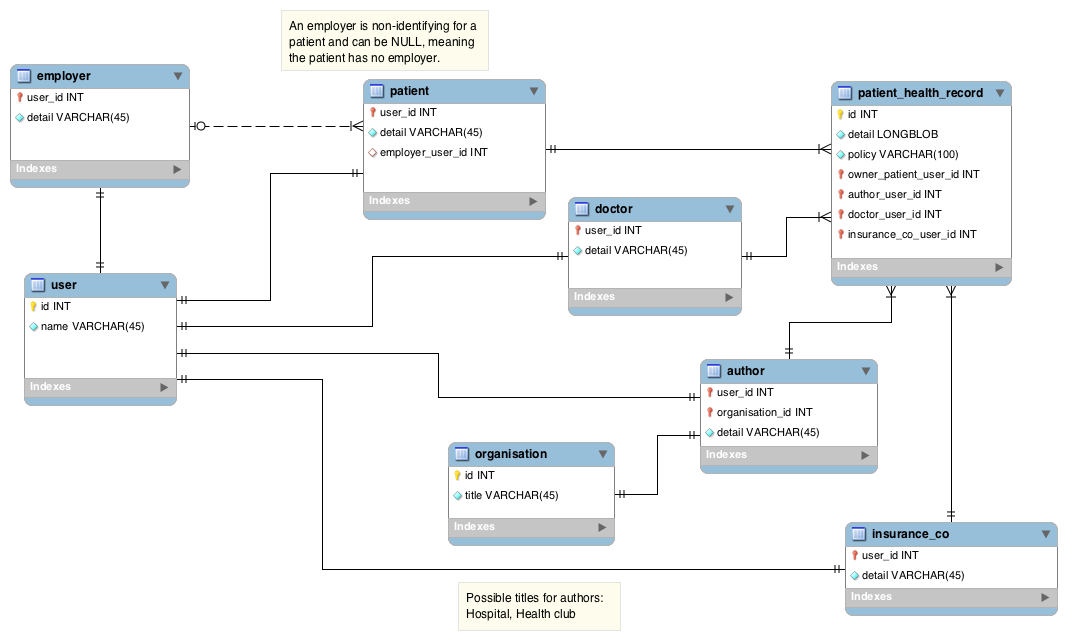 An employer is non-identifying for a
patient and can be NULL, meaning
the patient has no employer.
employer
user_id INT
detail VARCHAR(45)
Indexes
patient
user_id INT
detail VARCHAR(45)
employer_user_id INT
Indexes
patient_health_record
id INT
detail LONGBLOB
policy VARCHAR(100)
owner_patient_user_id INT
author_user_id INT
doctor_user_id INT
insurance_co_user_id INT
Indexes
doctor
user_id INT
detail VARCHAR(45)
Indexes
user
id INT
name VARCHAR(45)
Indexes
author
user_id INT
organisation_id INT
detail VARCHAR(45)
Indexes
organisation
id INT
title VARCHAR(45)
Indexes
insurance_co
user_id INT
detail VARCHAR(45)
Indexes
Possible titles for authors:
Hospital, Health club